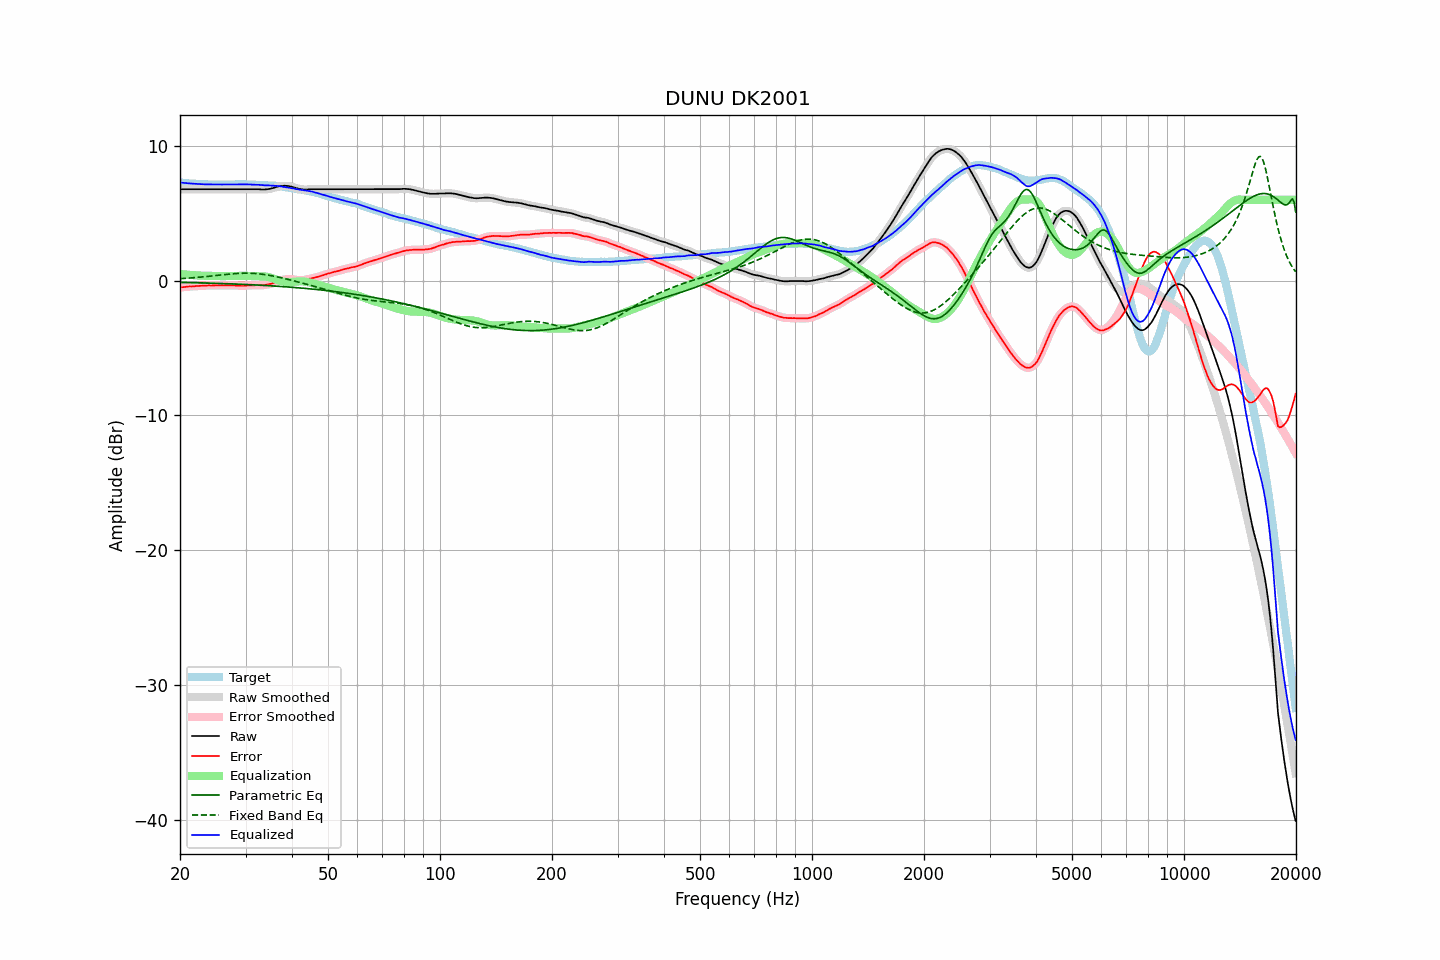 DUNU DK2001
Amplitude (dBr)
10
0
−10
−20
−30
−40
Target
Raw Smoothed
Error Smoothed
Raw
Error
Equalization
Parametric Eq
Fixed Band Eq
Equalized
20 50 100 200 500 1000 2000 5000 10000 20000
Frequency (Hz)